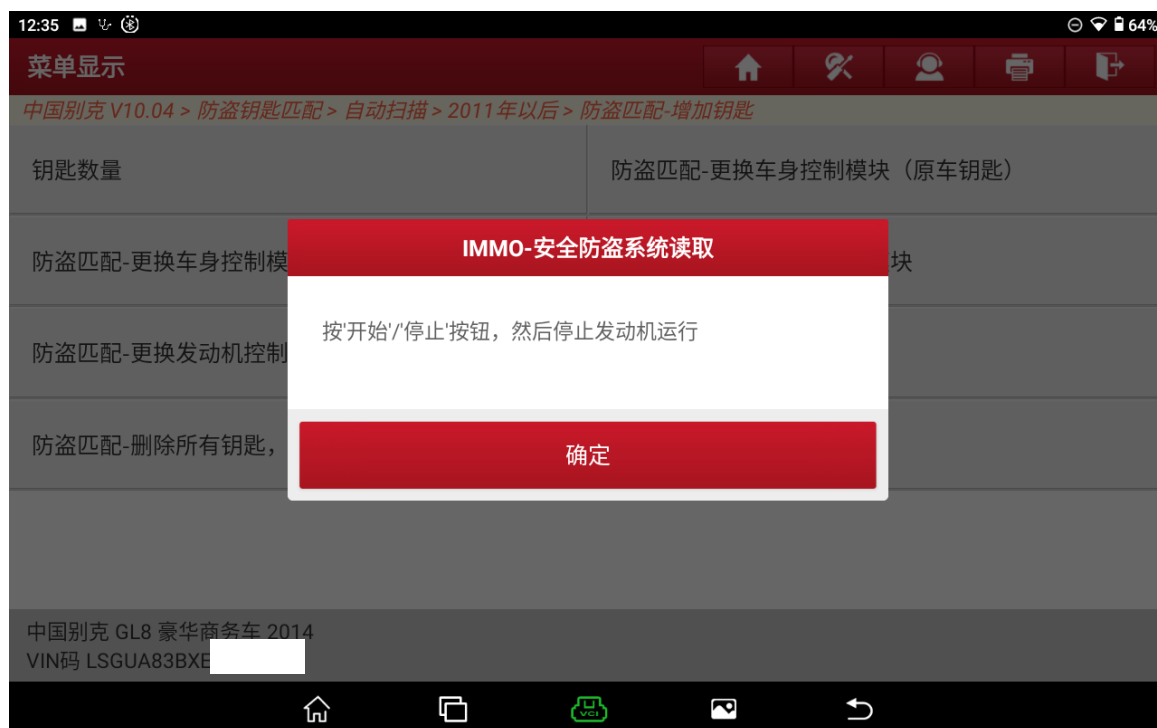 12:35
64%
菜单显示
中国别克 V10.04 > 防盗钥匙匹配 > 自动扫描 > 2011年以后 > 防盗匹配-增加钥匙
钥匙数量
防盗匹配-更换车身控制模块（原车钥匙）
防盗匹配-更换车身控制模
块
防盗匹配-更换发动机控制
防盗匹配-删除所有钥匙，
IMMO-安全防盗系统读取
按'开始'/'停止'按钮，然后停止发动机运行
确定
中国别克 GL8 豪华商务车 2014
VIN码 LSGUA83BXE
VCI